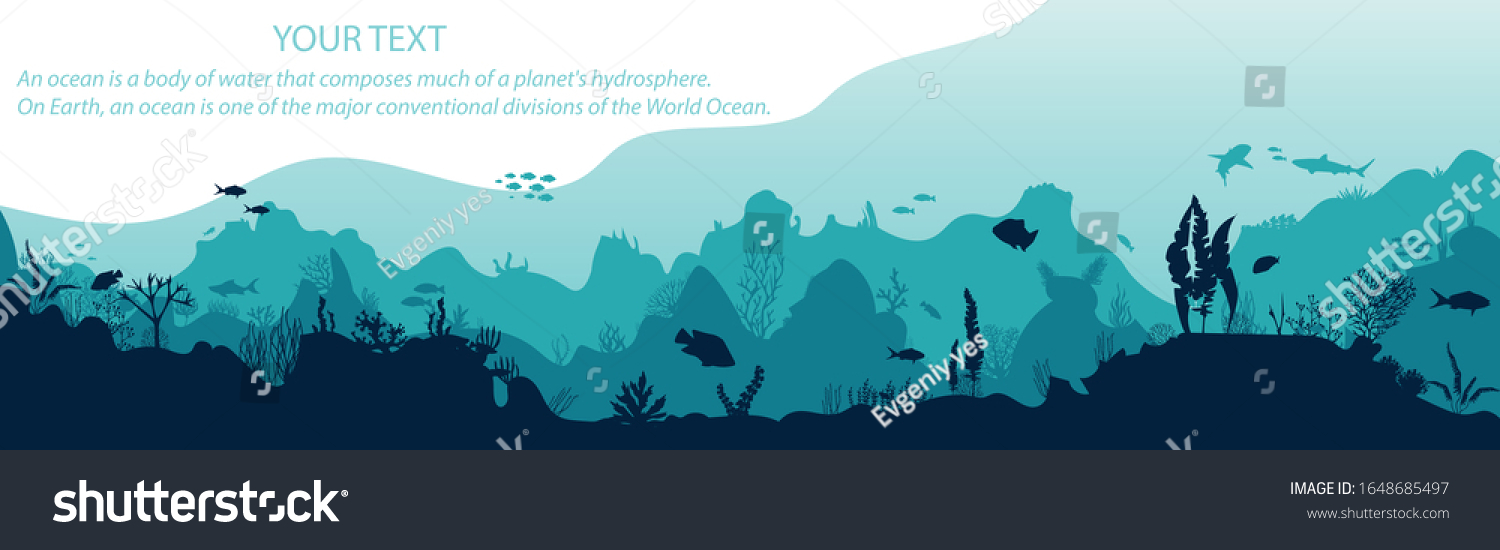 YOUR TEXT
An ocean is a body of water that composes much of a planet's hydrosphere.
On Earth, an ocean is one of the major conventional divisions of the World Ocean.
shutterstock
Evgeniy yes
shutterstock
shutterstock
Evgeniy yes
shutterstock®
IMAGE ID: 1648685497
www.shutterstock.com